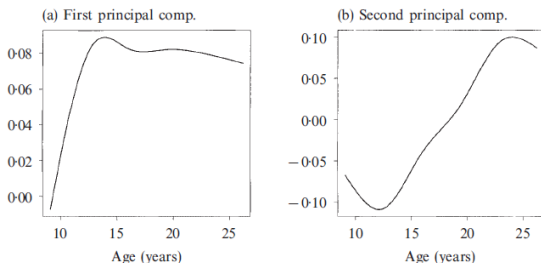 (a) First principal comp.
0·08
0·06
0·04
0·02
0·00
10 15 20 25
Age (years)
(b) Second principal comp.
0·10
0·05
0·00
−0·05
−0·10
10 15 20 25
Age (years)